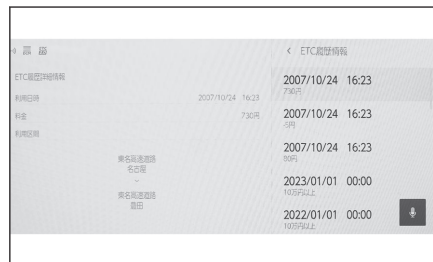 ETC履歴詳細情報
利用日時 2007/10/24 16:23
料金 730円
利用区間
東名高速道路
名古屋
~
東名高速道路
豊田
< ETC履歴情報
2007/10/24 16:23
730円
2007/10/24 16:23
-5円
2007/10/24 16:23
60円
2023/01/01 00:00
10万円以上
2022/01/01 00:00
10万円以上